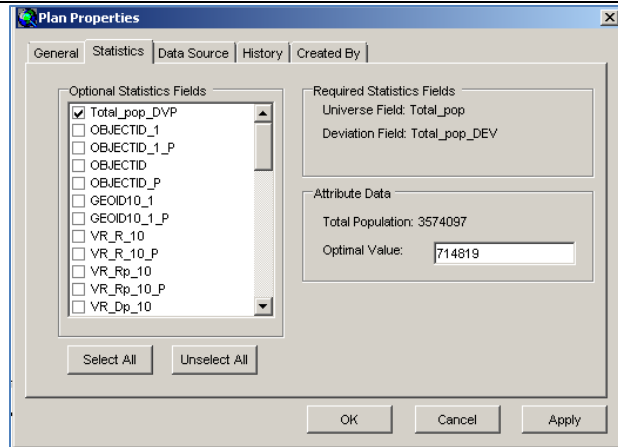 Plan Properties
General Statistics Data Source History Created By
Optional Statistics Fields
Total_pop_DVP
OBJECTID_1
OBJECTID_1_P
OBJECTID
OBJECTID_P
GEOID10_1
GEOID10_1_P
VR_R_10
VR_R_10_P
VR_Rp_10
VR_Rp_10_P
VR_Dp_10
Select All Unselect All
Required Statistics Fields
Universe Field: Total_pop
Deviation Field: Total_pop_DEV
Attribute Data
Total Population: 3574097
Optimal Value: 714819
OK Cancel Apply